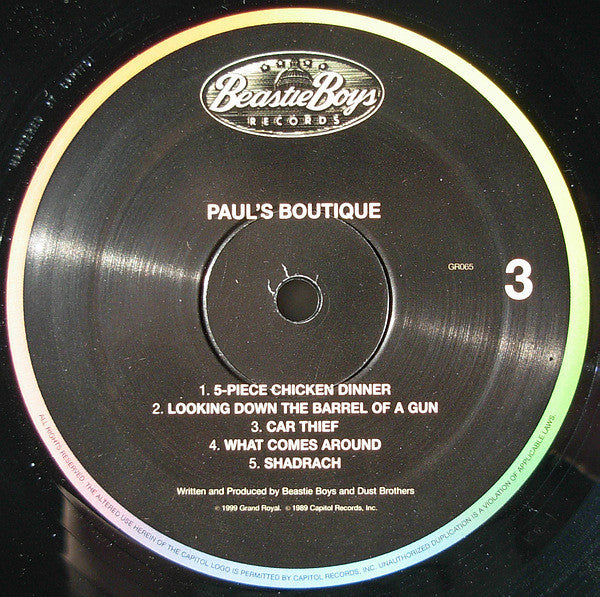 Beastie Boys
RECORDS
PAUL'S BOUTIQUE
GR065
3
1. 5-PIECE CHICKEN DINNER
2. LOOKING DOWN THE BARREL OF A GUN
3. CAR THIEF
4. WHAT COMES AROUND
5. SHADRACH
Written and Produced by Beastie Boys and Dust Brothers
℗ 1999 Grand Royal. © 1989 Capitol Records, Inc.
ALL RIGHTS RESERVED. THE ALTERED USE HEREIN OF THE CAPITOL LOGO IS PERMITTED BY CAPITOL RECORDS, INC. UNAUTHORIZED DUPLICATION IS A VIOLATION OF APPLICABLE LAWS.